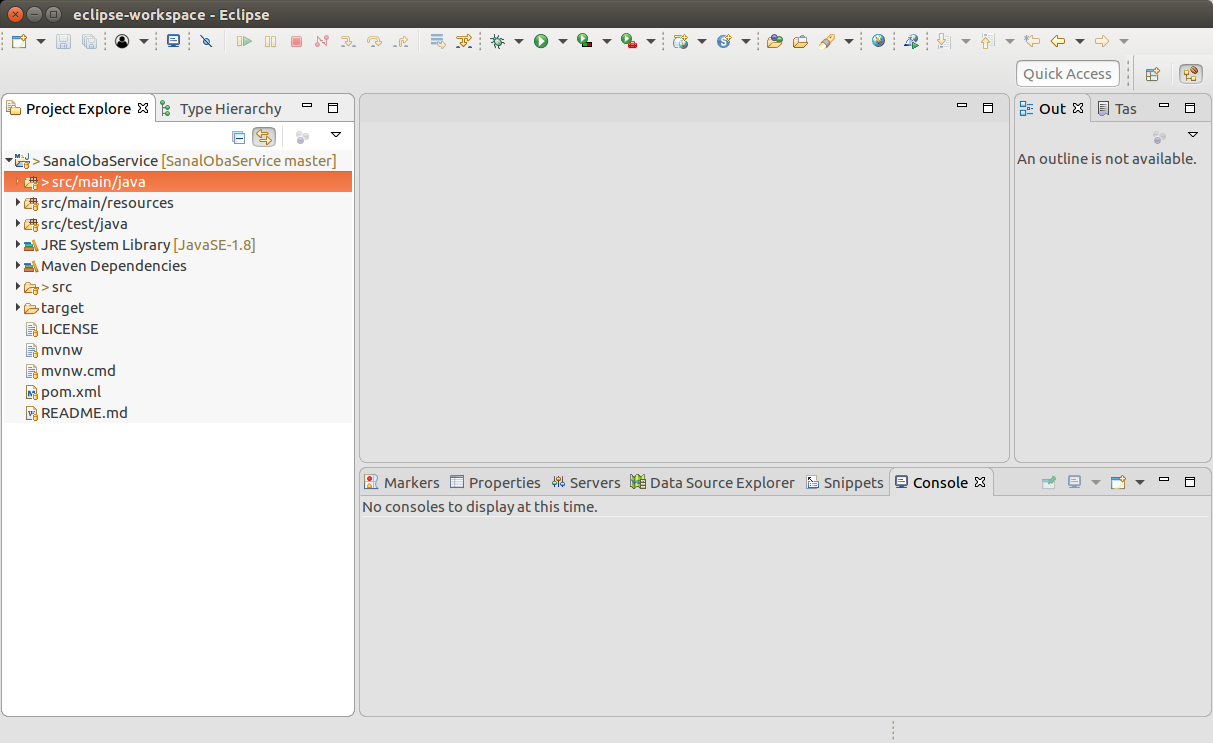 eclipse-workspace - Eclipse
Quick Access
Project Explore
Type Hierarchy
Out
Tas
> SanalObaService [SanalObaService master]
An outline is not available.
> src/main/java
src/main/resources
src/test/java
JRE System Library [JavaSE-1.8]
Maven Dependencies
> src
target
LICENSE
mvnw
mvnw.cmd
pom.xml
README.md
Markers
Properties
Servers
Data Source Explorer
Snippets
Console
No consoles to display at this time.